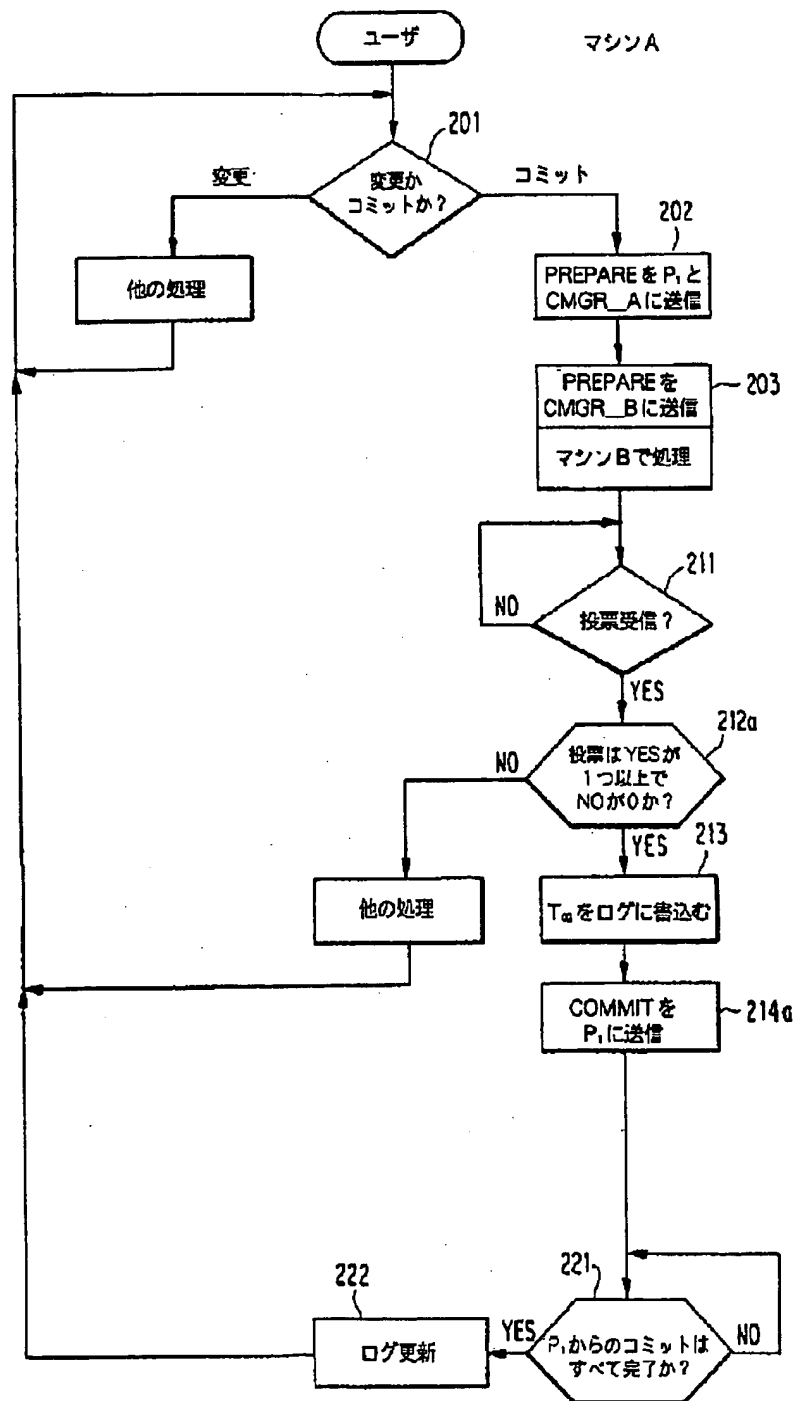 ユーザ
マシンA
201
変更か
コミットか?
変更
コミット
202
他の処理
PREPAREをP₁と
CMGR__Aに送信
PREPAREを
CMGR__Bに送信
203
マシンBで処理
211
投票受信?
NO
YES
212a
投票はYESが
1つ以上で
NOが0か?
NO
YES
213
他の処理
Tαをログに書込む
COMMITを
P₁に送信
214a
222
221
ログ更新
YES
P₁からのコミットは
すべて完了か?
NO